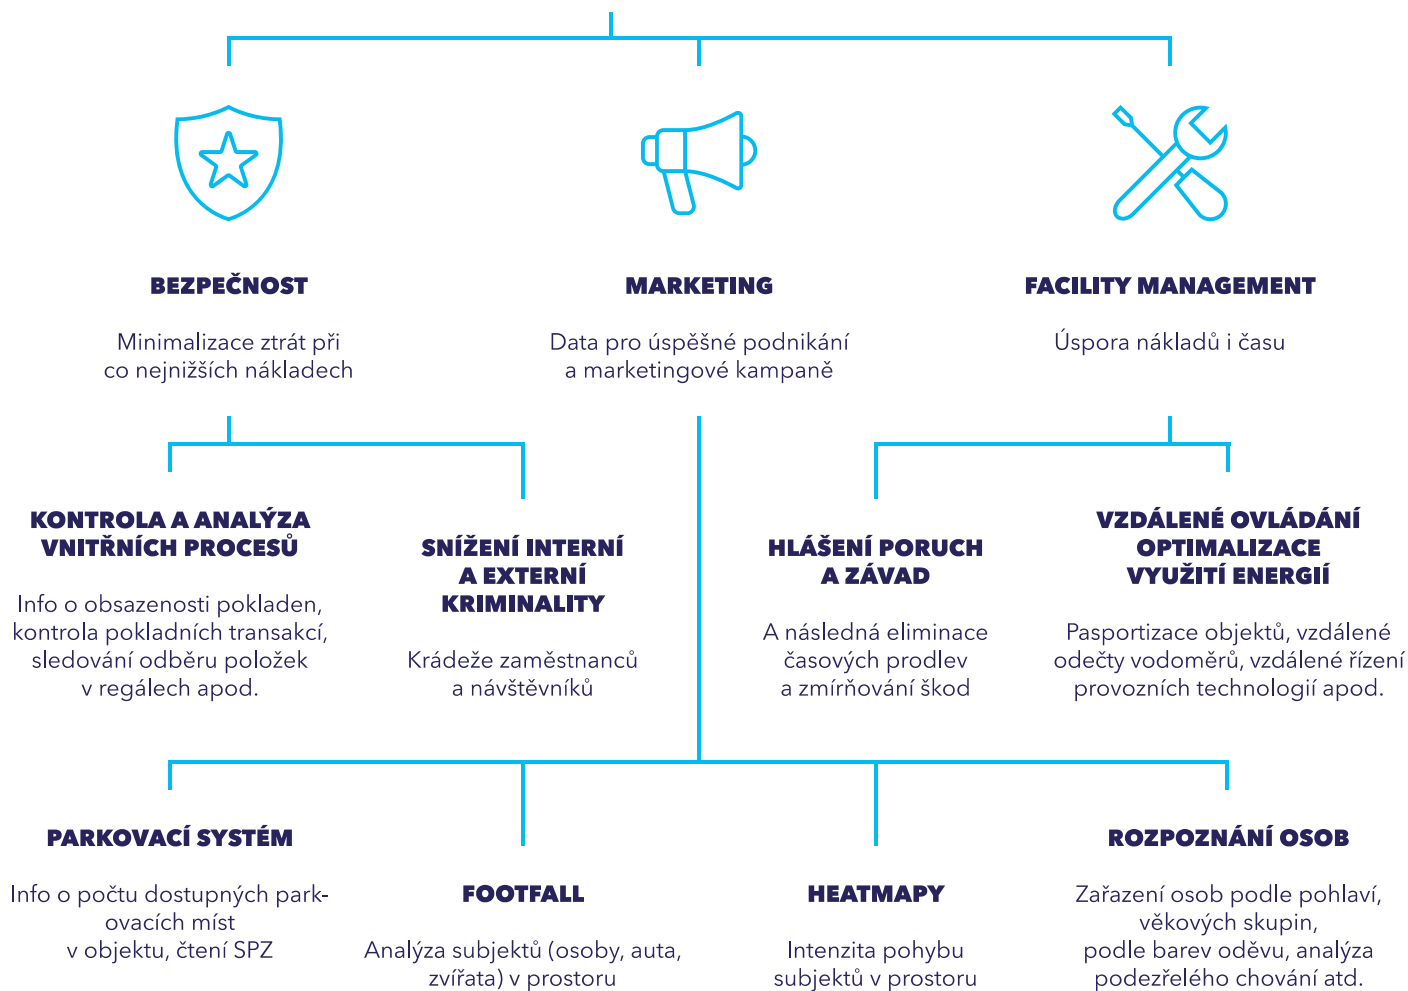 BEZPEČNOST
Minimalizace ztrát při
co nejnižších nákladech
MARKETING
Data pro úspěšné podnikání
a marketingové kampaně
FACILITY MANAGEMENT
Úspora nákladů i času
KONTROLA A ANALÝZA
VNITŘNÍCH PROCESŮ
Info o obsazenosti pokladen,
kontrola pokladních transakcí,
sledování odběru položek
v regálech apod.
SNÍŽENÍ INTERNÍ
A EXTERNÍ
KRIMINALITY
Krádeže zaměstnanců
a návštěvníků
HLÁŠENÍ PORUCH
A ZÁVAD
A následná eliminace
časových prodlev
a zmírňování škod
VZDÁLENÉ OVLÁDÁNÍ
OPTIMALIZACE
VYUŽITÍ ENERGIÍ
Pasportizace objektů, vzdálené
odečty vodoměrů, vzdálené řízení
provozních technologií apod.
PARKOVACÍ SYSTÉM
Info o počtu dostupných park-
ovacích míst
v objektu, čtení SPZ
FOOTFALL
Analýza subjektů (osoby, auta,
zvířata) v prostoru
HEATMAPY
Intenzita pohybu
subjektů v prostoru
ROZPOZNÁNÍ OSOB
Zařazení osob podle pohlaví,
věkových skupin,
podle barev oděvu, analýza
podezřelého chování atd.